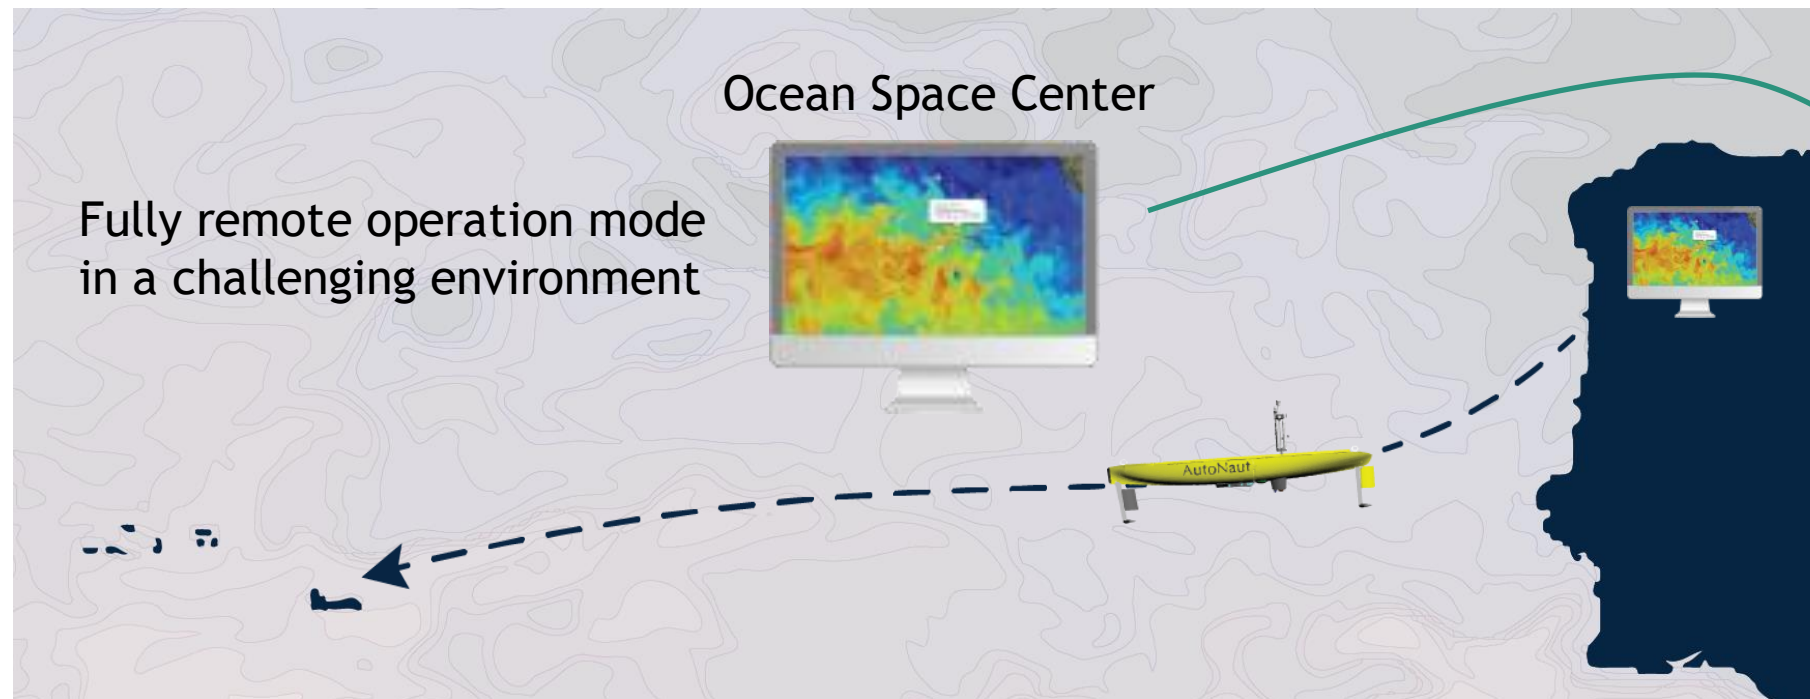 Ocean Space Center
Fully remote operation mode
in a challenging environment
AutoNaut